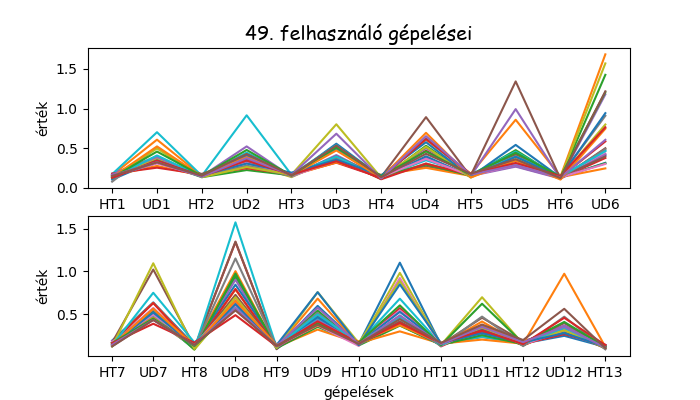 49. felhasználó gépelései
érték
1.5
1.0
0.5
0.0
HT1 UD1 HT2 UD2 HT3 UD3 HT4 UD4 HT5 UD5 HT6 UD6
érték
1.5
1.0
0.5
HT7 UD7 HT8 UD8 HT9 UD9 HT10 UD10 HT11 UD11 HT12 UD12 HT13
gépelések